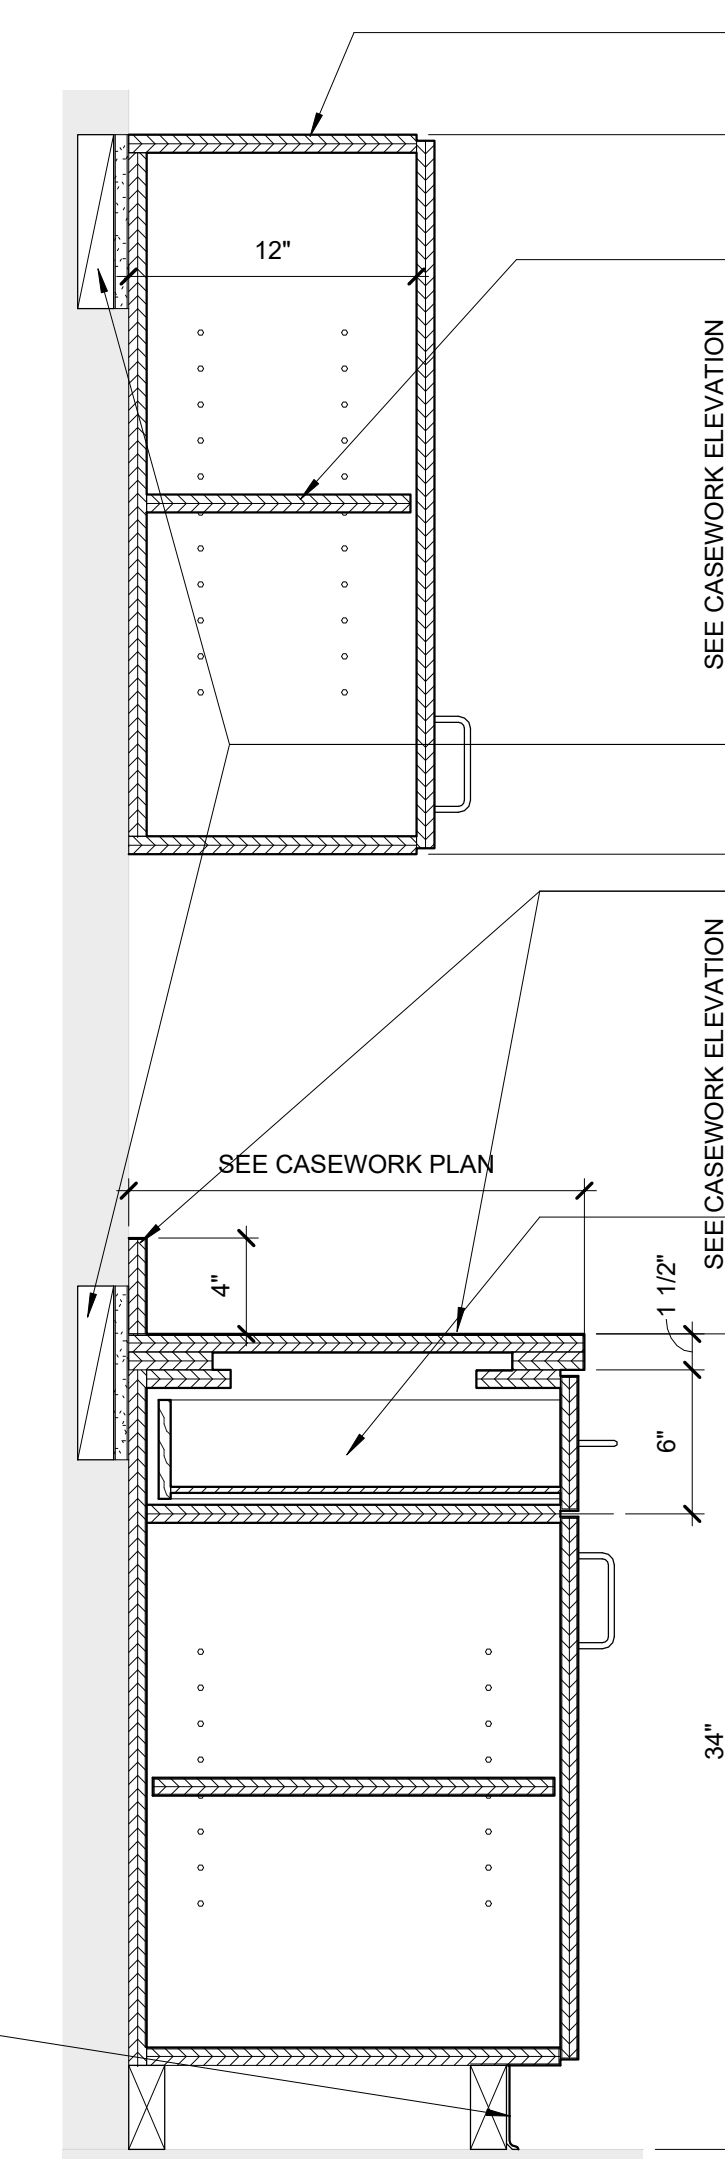 12"
SEE CASEWORK ELEVATION
SEE CASEWORK ELEVATION
SEE CASEWORK PLAN
4"
1 1/2"
6"
34"